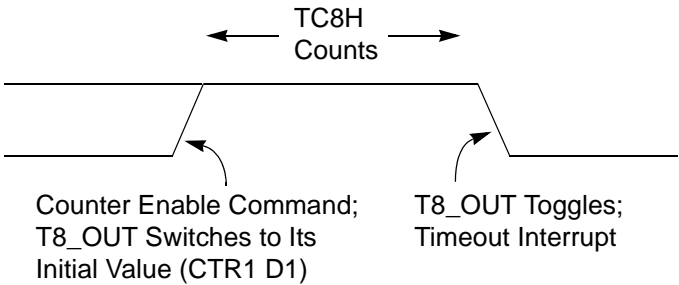 TC8H
Counts
Counter Enable Command;
T8_OUT Switches to Its
Initial Value (CTR1 D1)
T8_OUT Toggles;
Timeout Interrupt